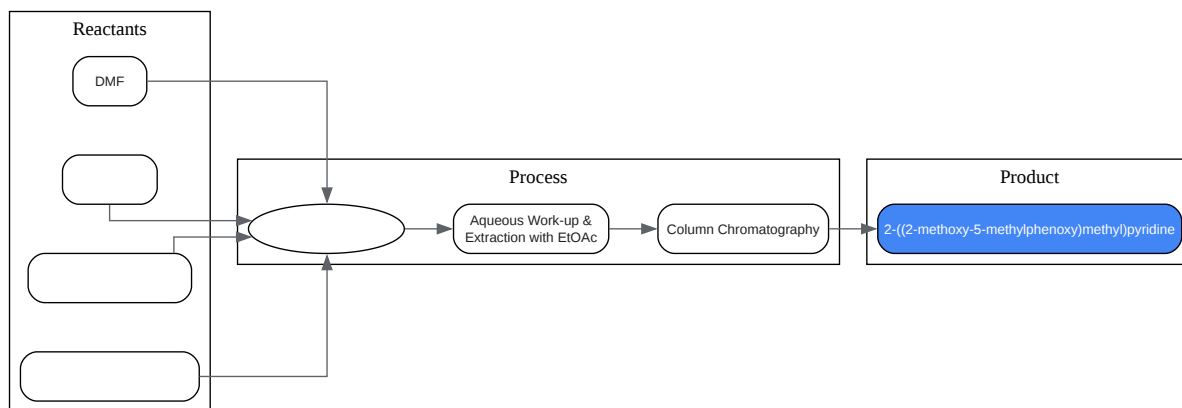 Reactants
DMF
Process
Aqueous Work-up &
Extraction with EtOAc
Column Chromatography
Product
2-((2-methoxy-5-methylphenoxy)methyl)pyridine